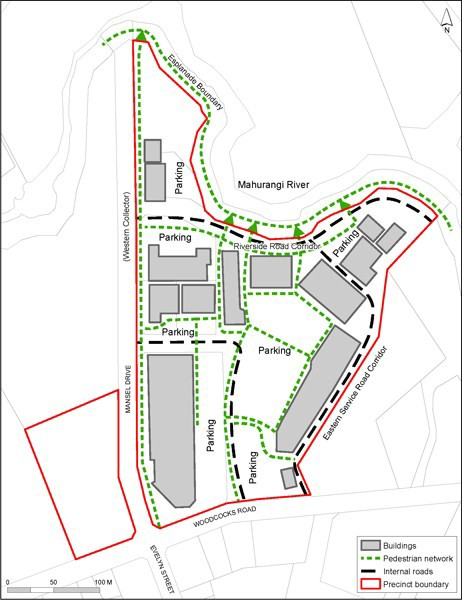 N
Esplanade Boundary
Parking
Mahurangi River
(Western Collector)
Parking
Riverside Road Corridor
Parking
Parking
Parking
MANSEL DRIVE
Eastern Service Road Corridor
Parking
Parking
WOODCOCKS ROAD
EVELYN STREET
0 50 100 M
Buildings
Pedestrian network
Internal roads
Precinct boundary